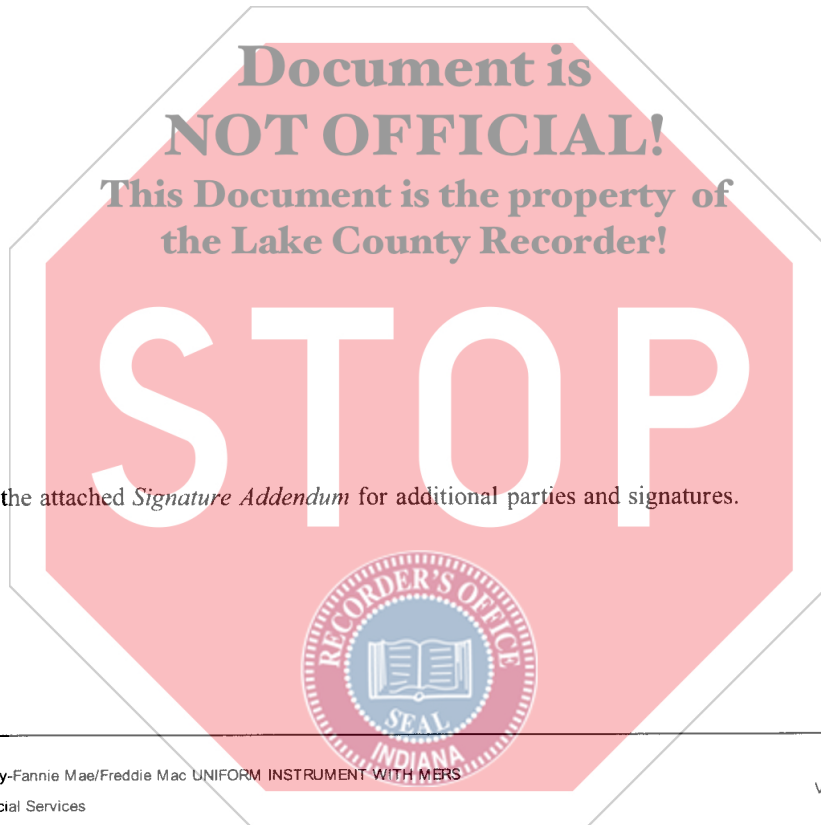 Document is
NOT OFFICIAL!
This Document is the property of
the Lake County Recorder!
STOP
the attached Signature Addendum for additional parties and signatures.
RECORDER'S OFFICE
SEAL
INDIANA
y-Fannie Mae/Freddie Mac UNIFORM INSTRUMENT WITH MERS
V
cial Services